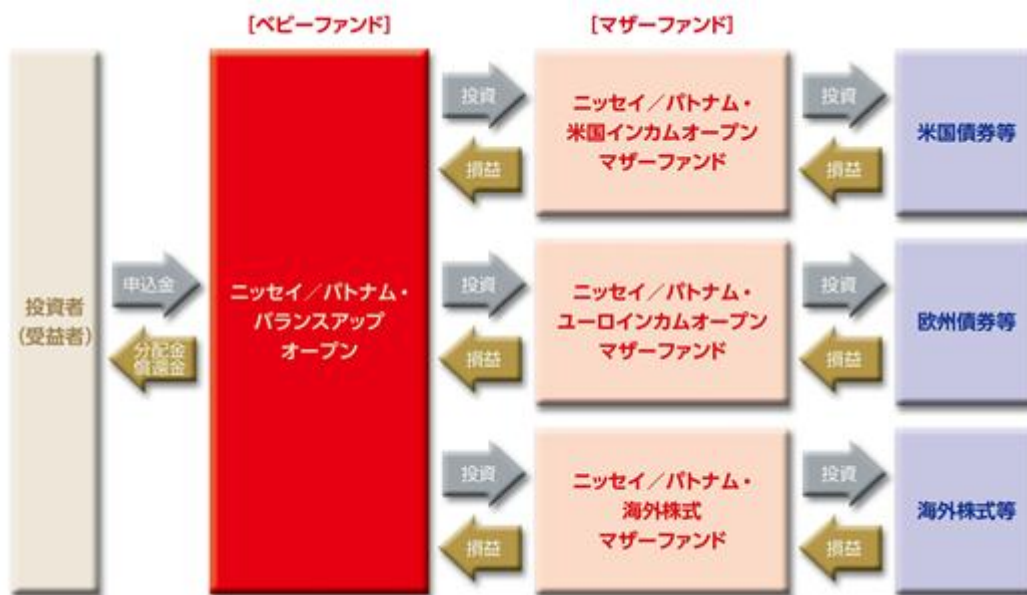 [ベビーファンド]
[マザーファンド]
投資者
(受益者)
申込金
分配金
償還金
ニッセイ/パトナム・
バランスアップ
オープン
投資
損益
ニッセイ/パトナム・
米国インカムオープン
マザーファンド
投資
損益
米国債券等
投資
損益
ニッセイ/パトナム・
ユーロインカムオープン
マザーファンド
投資
損益
欧州債券等
投資
損益
ニッセイ/パトナム・
海外株式
マザーファンド
投資
損益
海外株式等